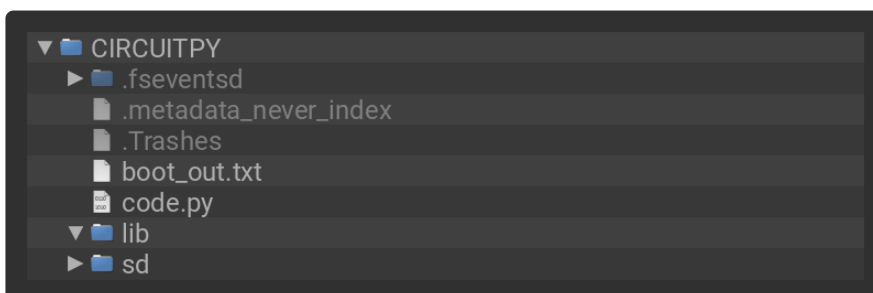 CIRCUITPY
.fseventsd
.metadata_never_index
.Trashes
boot_out.txt
code.py
lib
sd